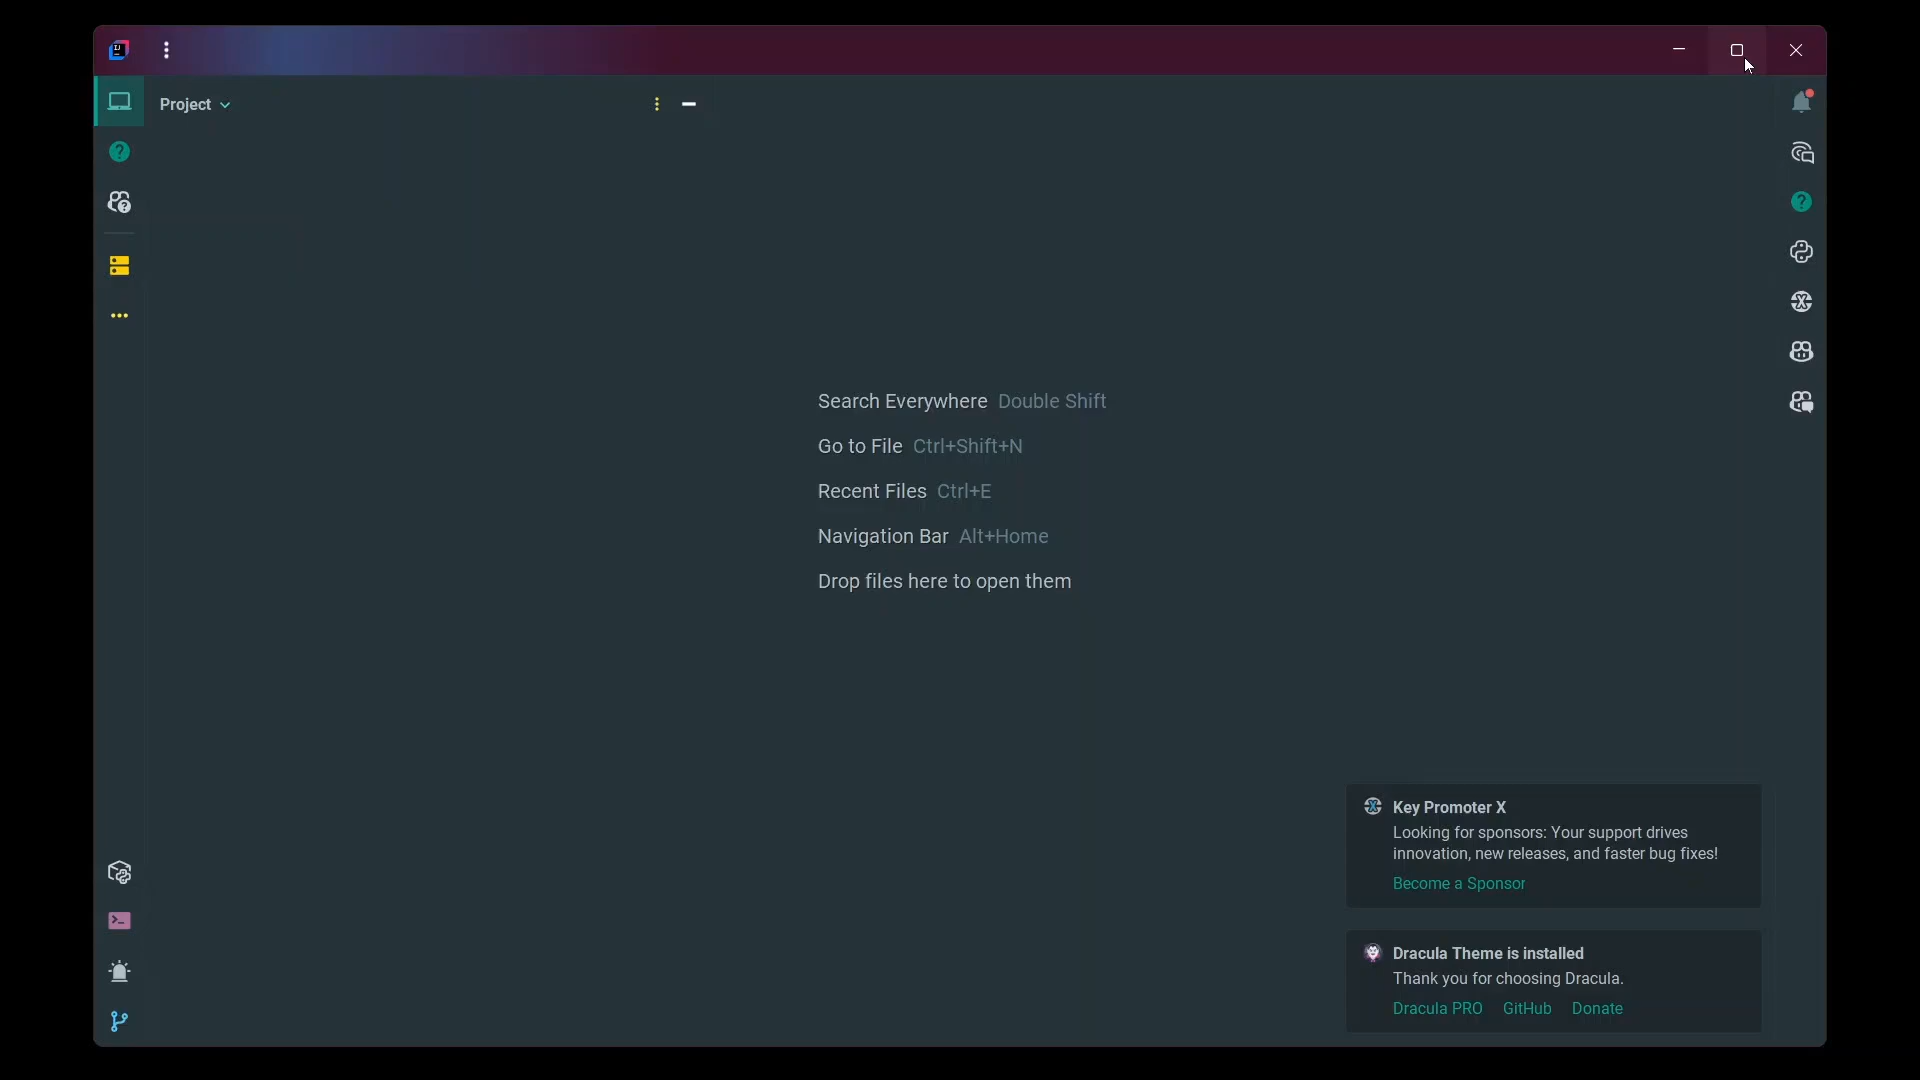 Project
Search Everywhere Double Shift
Go to File Ctrl+Shift+N
Recent Files Ctrl+E
Navigation Bar Alt+Home
Drop files here to open them
Key Promoter X
Looking for sponsors: Your support drives
innovation, new releases, and faster bug fixes!
Become a Sponsor
Dracula Theme is installed
Thank you for choosing Dracula.
Dracula PRO GitHub Donate